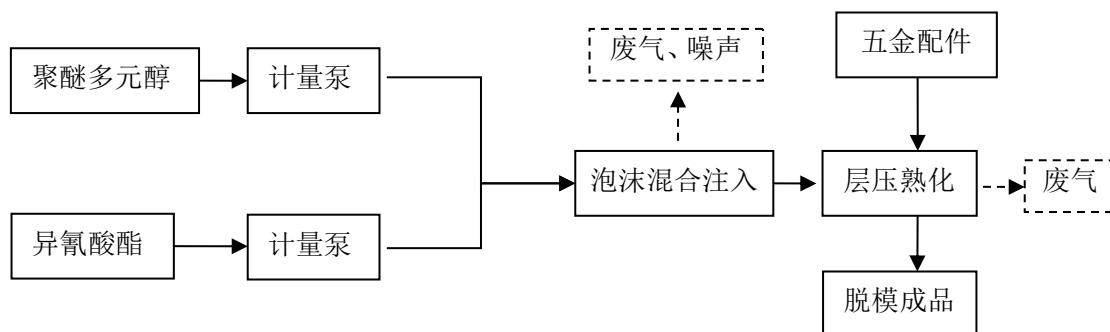 五金配件
废气、噪声
聚醚多元醇
计量泵
泡沫混合注入
层压熟化
废气
异氰酸酯
计量泵
脱模成品